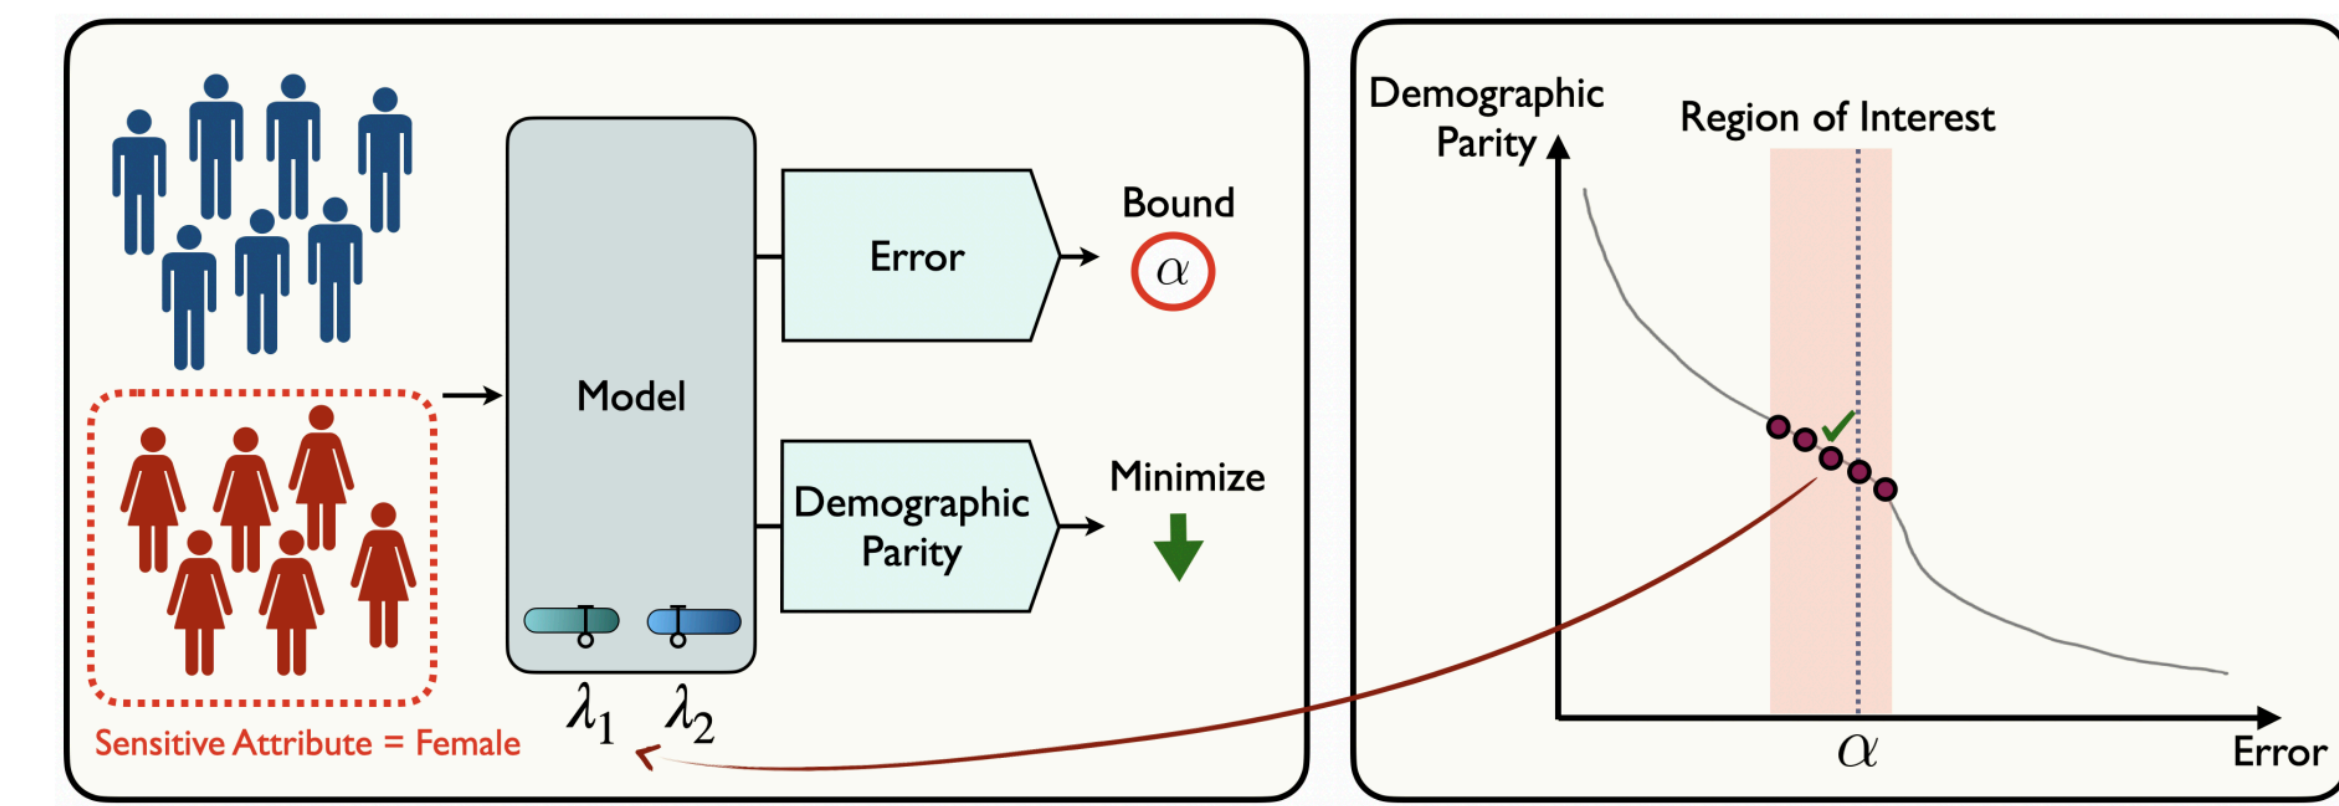 Sensitive Attribute = Female
Model
λ1
λ2
Error
Bound
α
Demographic
Parity
Minimize
Demographic
Parity
Region of Interest
α
Error